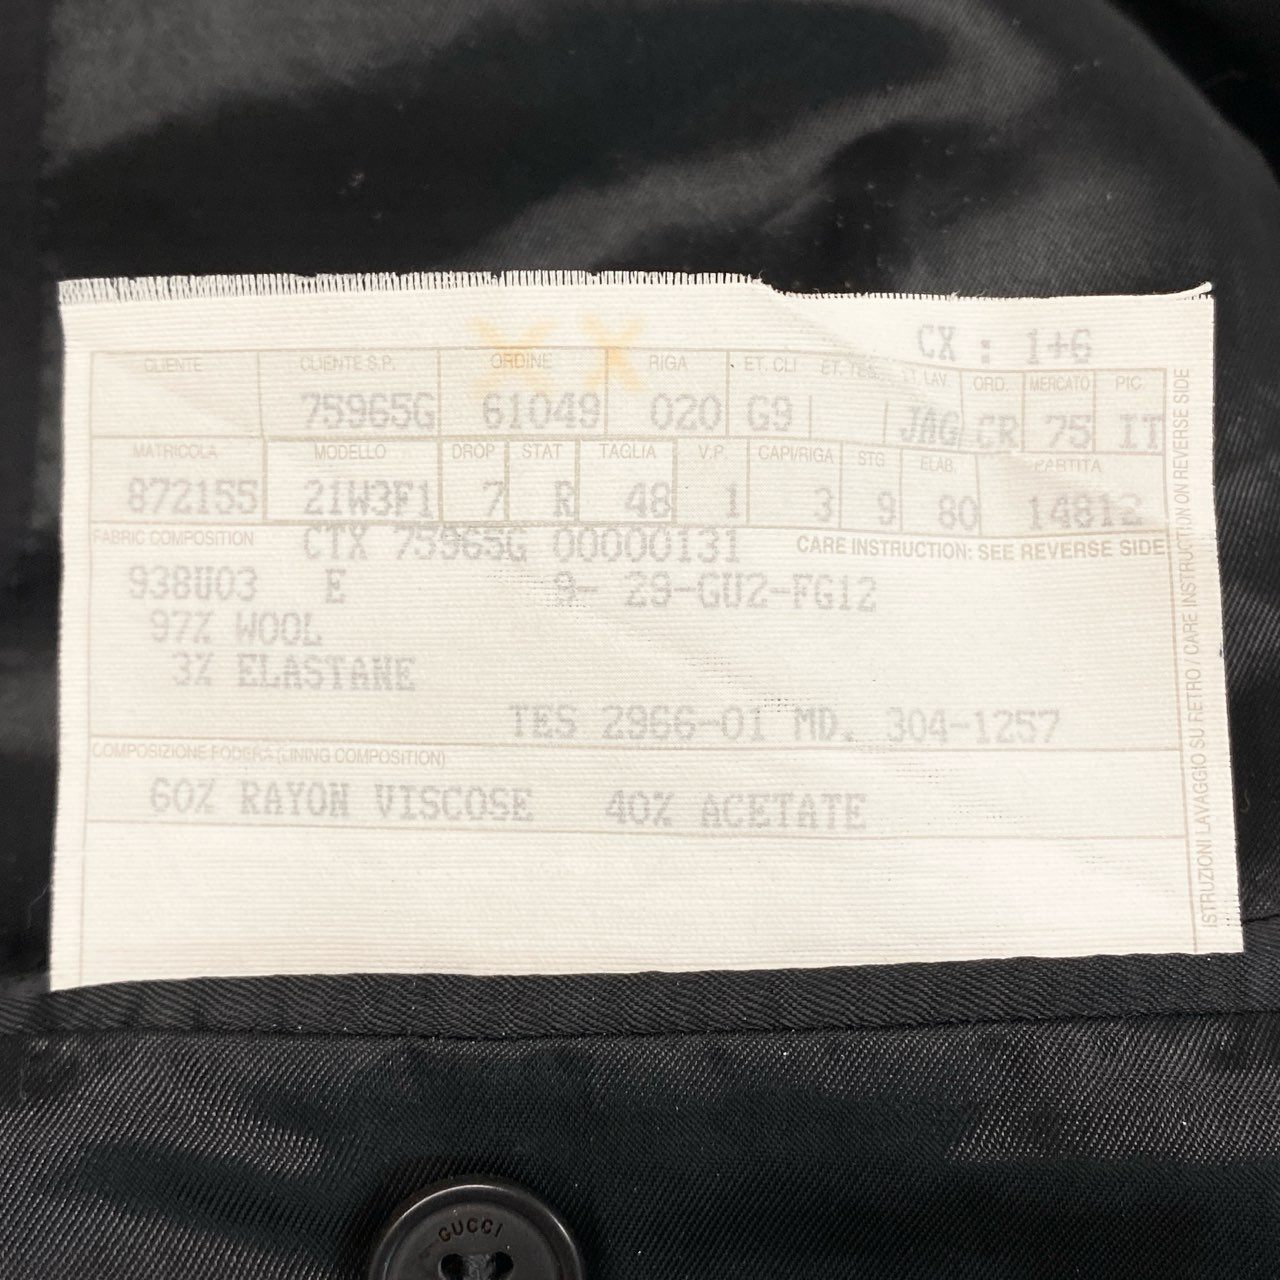 CX : 1+6
CLIENTE CLIENTE S.P. ORDINE RIGA ET. CLI ET. TES. ET. LAV. ORD. MERCATO PIC.
75965G 61049 020 G9 JAG CR 75 IT
MATRICOLA MODELLO DROP STAT TAGLIA V.P. CAPI/RIGA STG ELAB. PARTITA
872155 21W3F1 7 R 48 1 3 9 80 14812
FABRIC COMPOSITION CTX 75965G 00000131 CARE INSTRUCTION: SEE REVERSE SIDE
938U03 E 9- 29-GU2-FG12
97% WOOL
3% ELASTANE
TES 2966-01 MD. 304-1257
COMPOSIZIONE FODERA (LINING COMPOSITION)
60% RAYON VISCOSE 40% ACETATE
ISTRUZIONI LAVAGGIO SU RETRO / CARE INSTRUCTION ON REVERSE SIDE
GUCCI